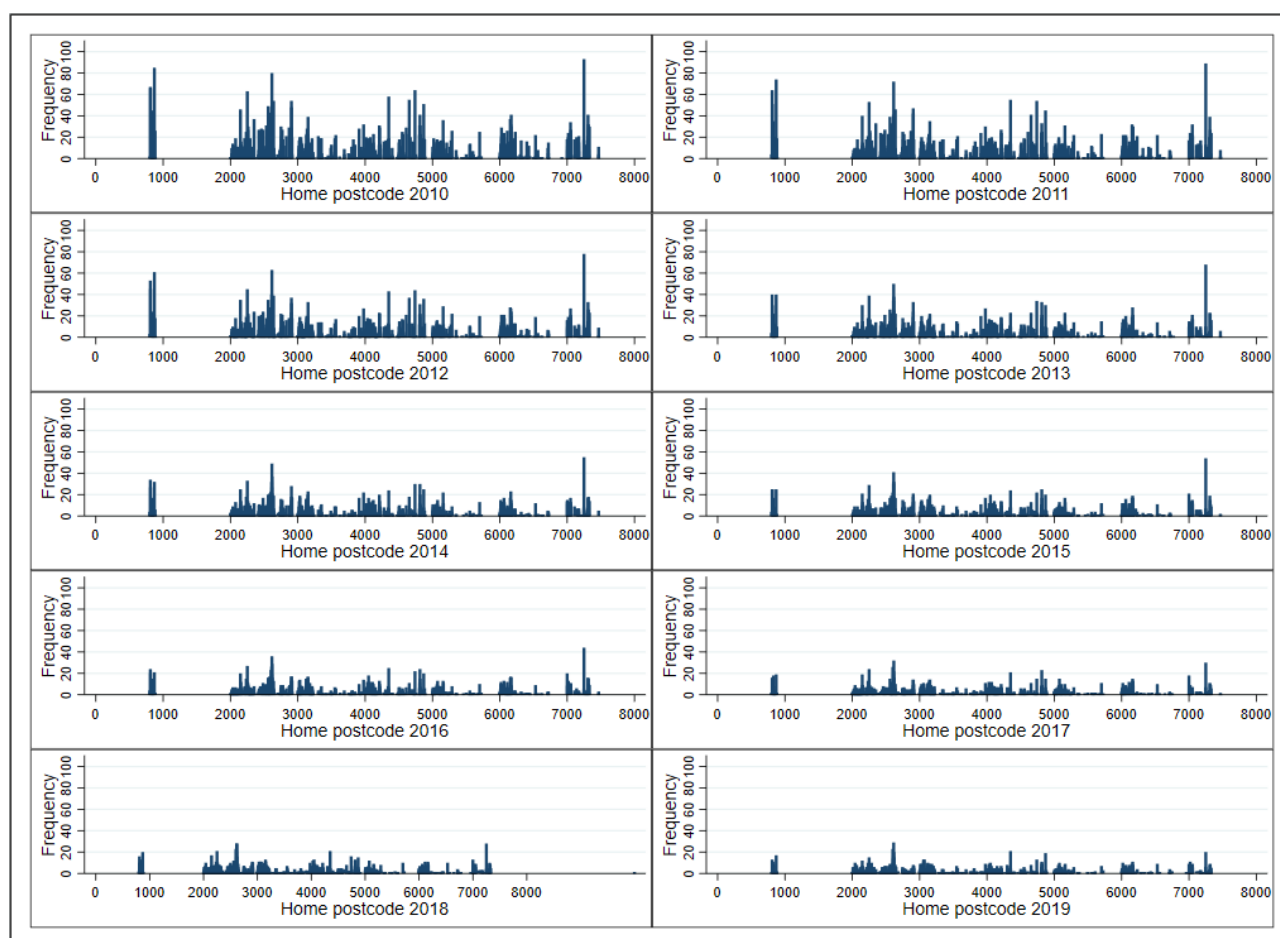 Frequency
0 20 40 60 80 100
0 1000 2000 3000 4000 5000 6000 7000 8000
Home postcode 2010
Frequency
0 20 40 60 80 100
0 1000 2000 3000 4000 5000 6000 7000 8000
Home postcode 2011
Frequency
0 20 40 60 80 100
0 1000 2000 3000 4000 5000 6000 7000 8000
Home postcode 2012
Frequency
0 20 40 60 80 100
0 1000 2000 3000 4000 5000 6000 7000 8000
Home postcode 2013
Frequency
0 20 40 60 80 100
0 1000 2000 3000 4000 5000 6000 7000 8000
Home postcode 2014
Frequency
0 20 40 60 80 100
0 1000 2000 3000 4000 5000 6000 7000 8000
Home postcode 2015
Frequency
0 20 40 60 80 100
0 1000 2000 3000 4000 5000 6000 7000 8000
Home postcode 2016
Frequency
0 20 40 60 80 100
0 1000 2000 3000 4000 5000 6000 7000 8000
Home postcode 2017
Frequency
0 20 40 60 80 100
0 1000 2000 3000 4000 5000 6000 7000 8000
Home postcode 2018
Frequency
0 20 40 60 80 100
0 1000 2000 3000 4000 5000 6000 7000 8000
Home postcode 2019